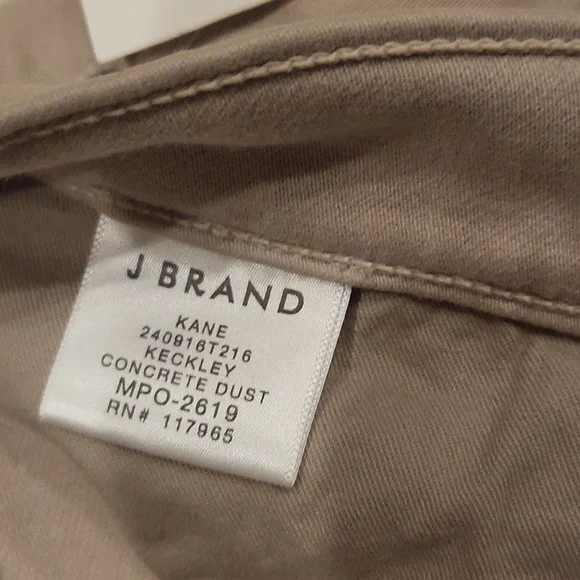 J BRAND
KANE
240916T216
KECKLEY
CONCRETE DUST
MPO-2619
RN# 117965